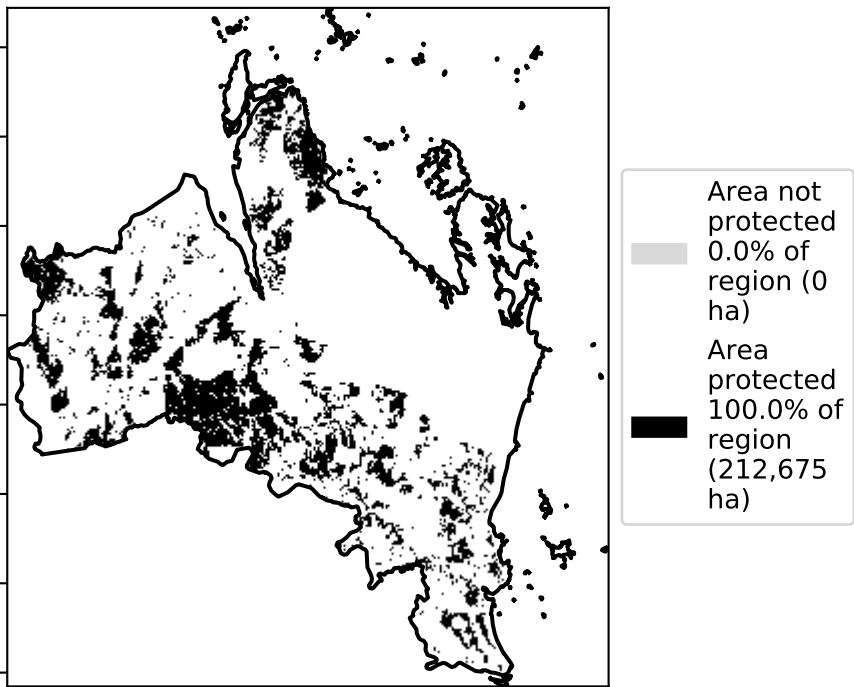 Area not
protected
0.0% of
region (0
ha)
Area
protected
100.0% of
region
(212,675
ha)